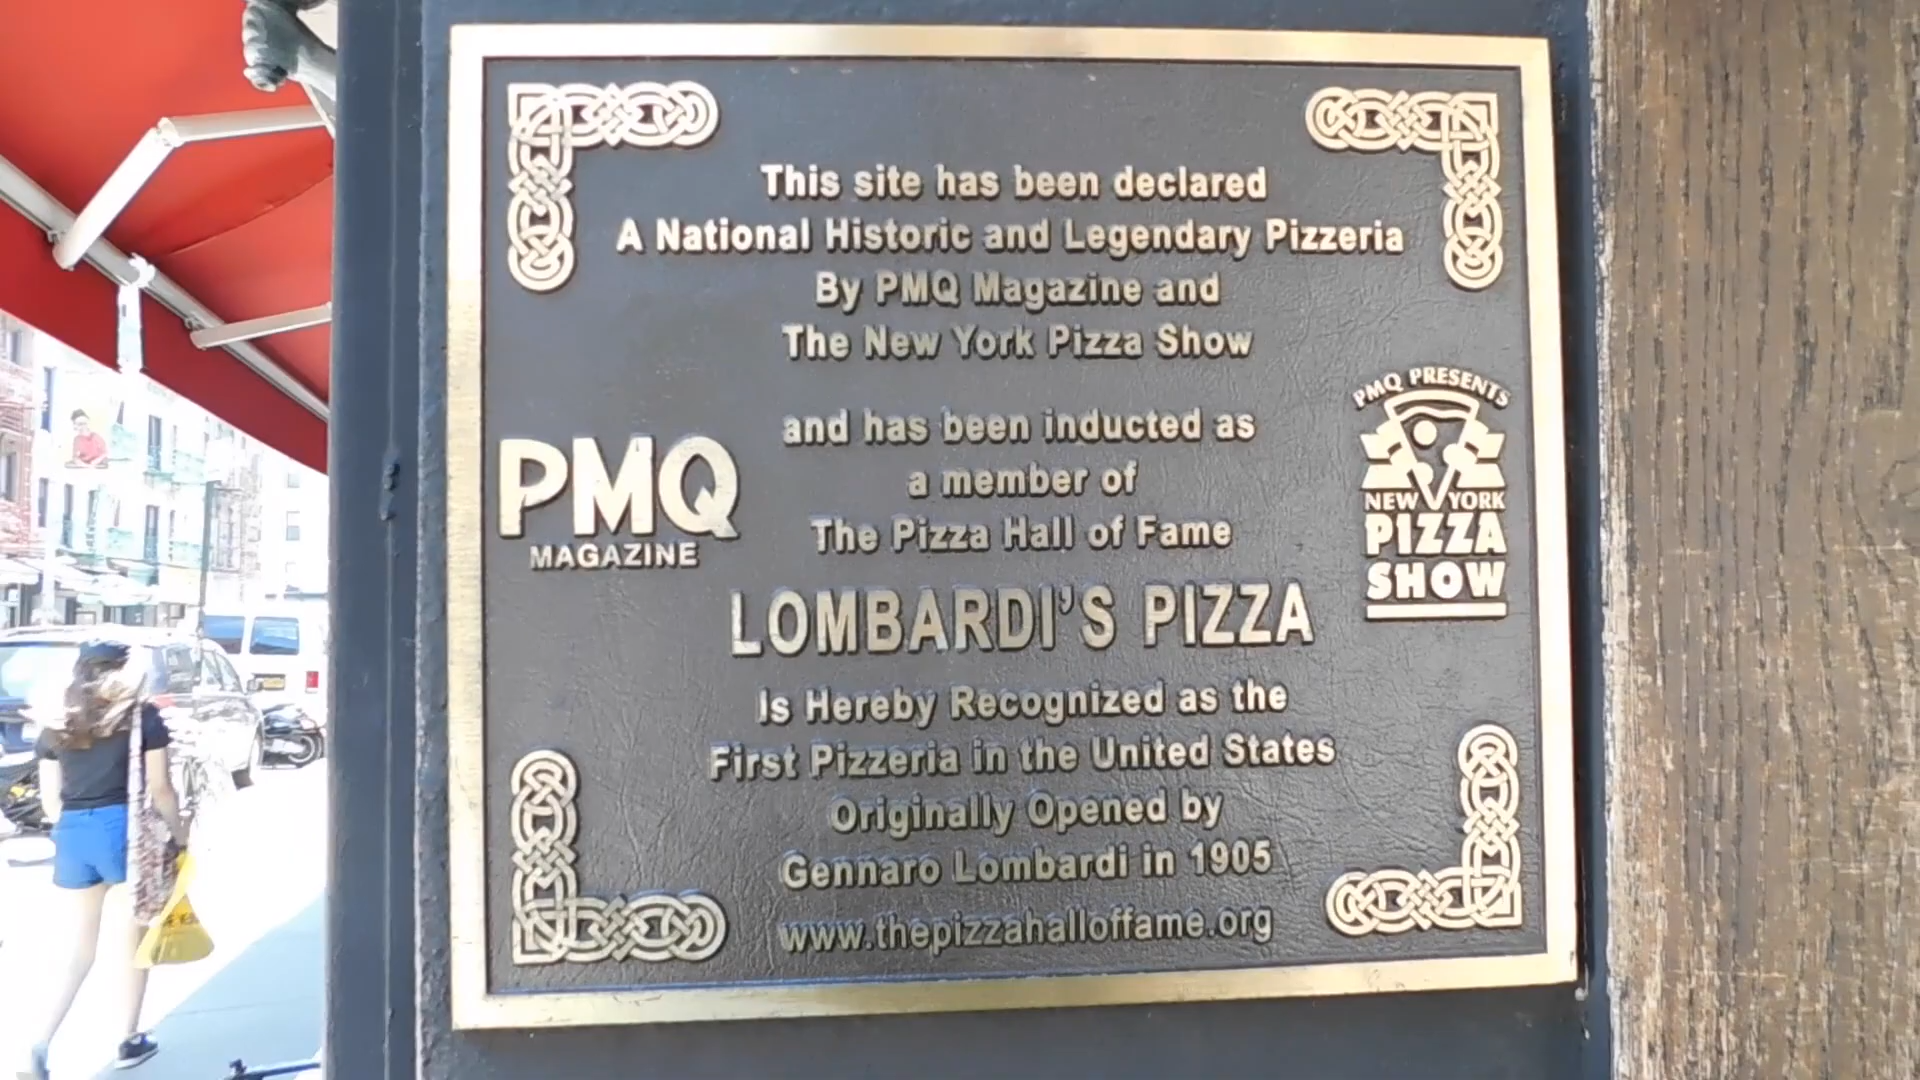 This site has been declared
A National Historic and Legendary Pizzeria
By PMQ Magazine and
The New York Pizza Show
and has been inducted as
a member of
The Pizza Hall of Fame
PMQ
MAGAZINE
PMQ PRESENTS
NEW YORK
PIZZA
SHOW
LOMBARDI'S PIZZA
Is Hereby Recognized as the
First Pizzeria in the United States
Originally Opened by
Gennaro Lombardi in 1905
www.thepizzahalloffame.org